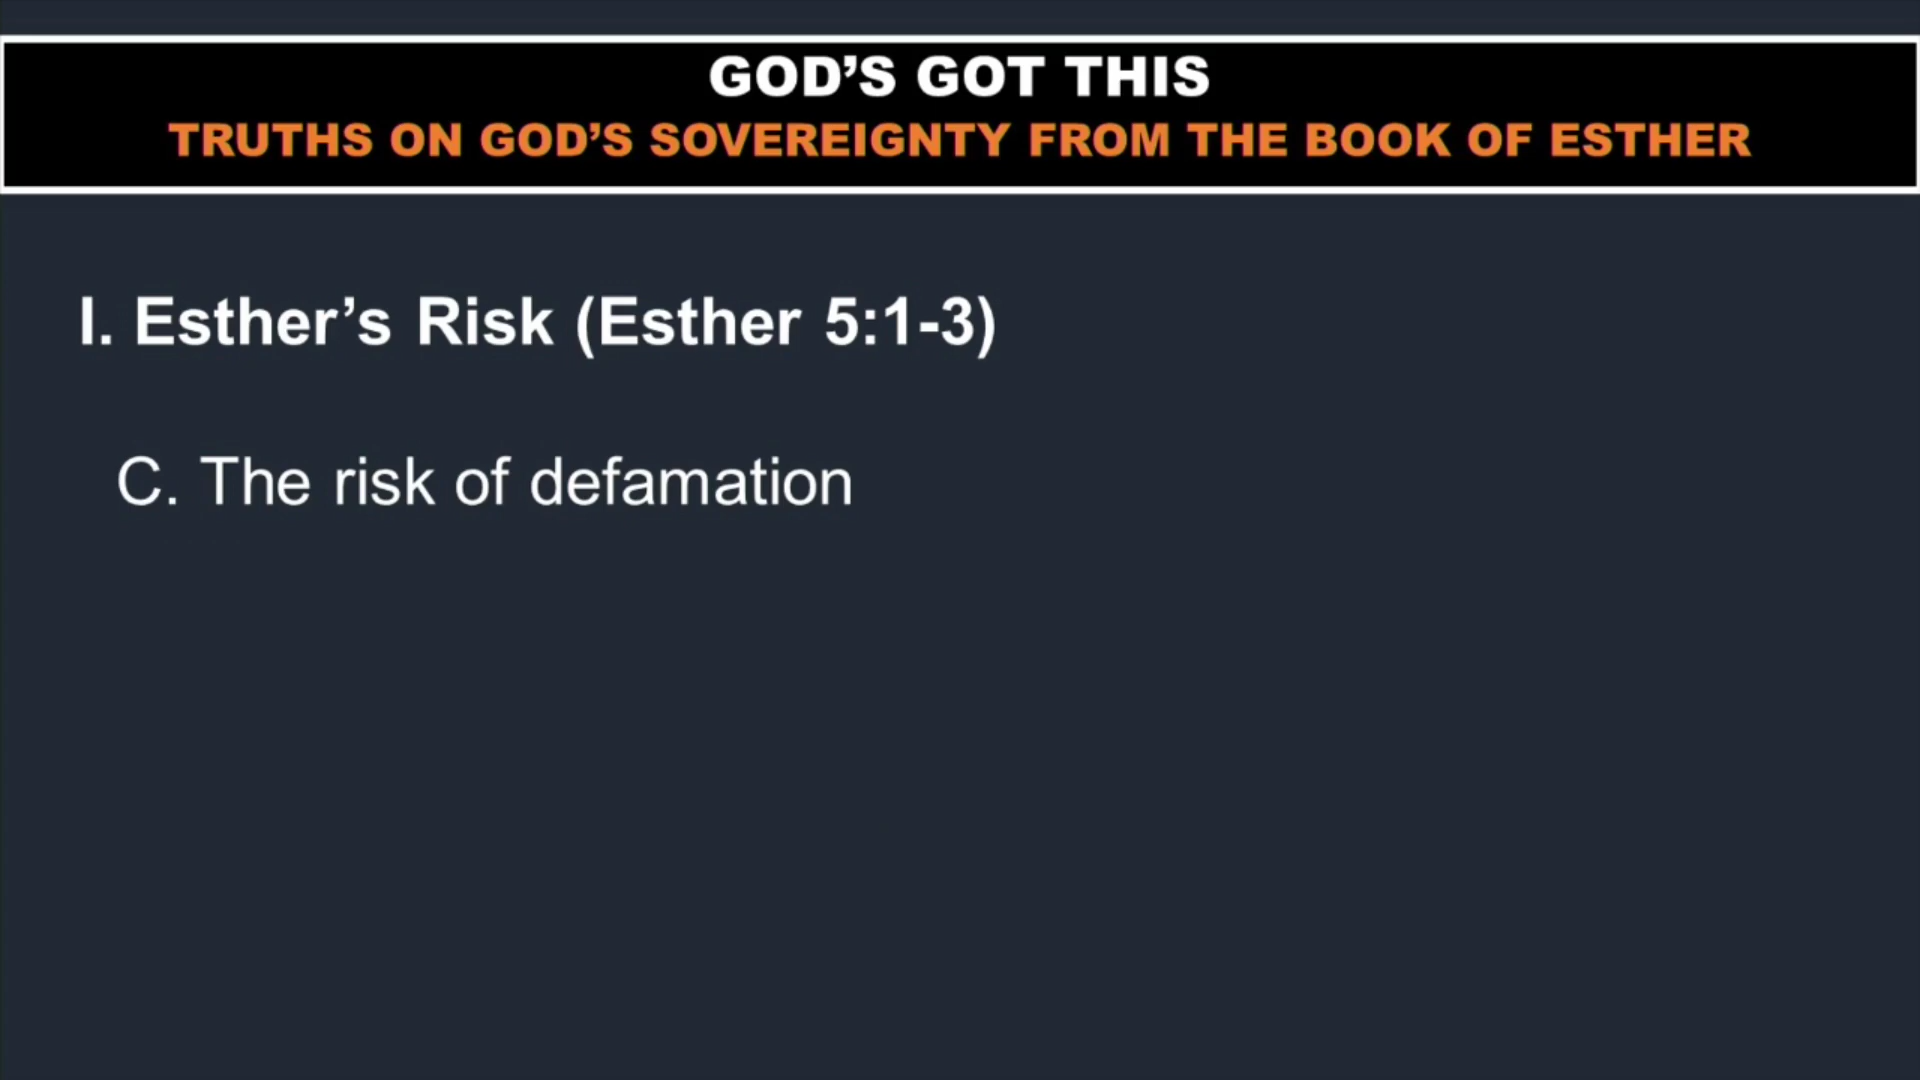 GOD’S GOT THIS
TRUTHS ON GOD’S SOVEREIGNTY FROM THE BOOK OF ESTHER
I. Esther’s Risk (Esther 5:1-3)
C. The risk of defamation